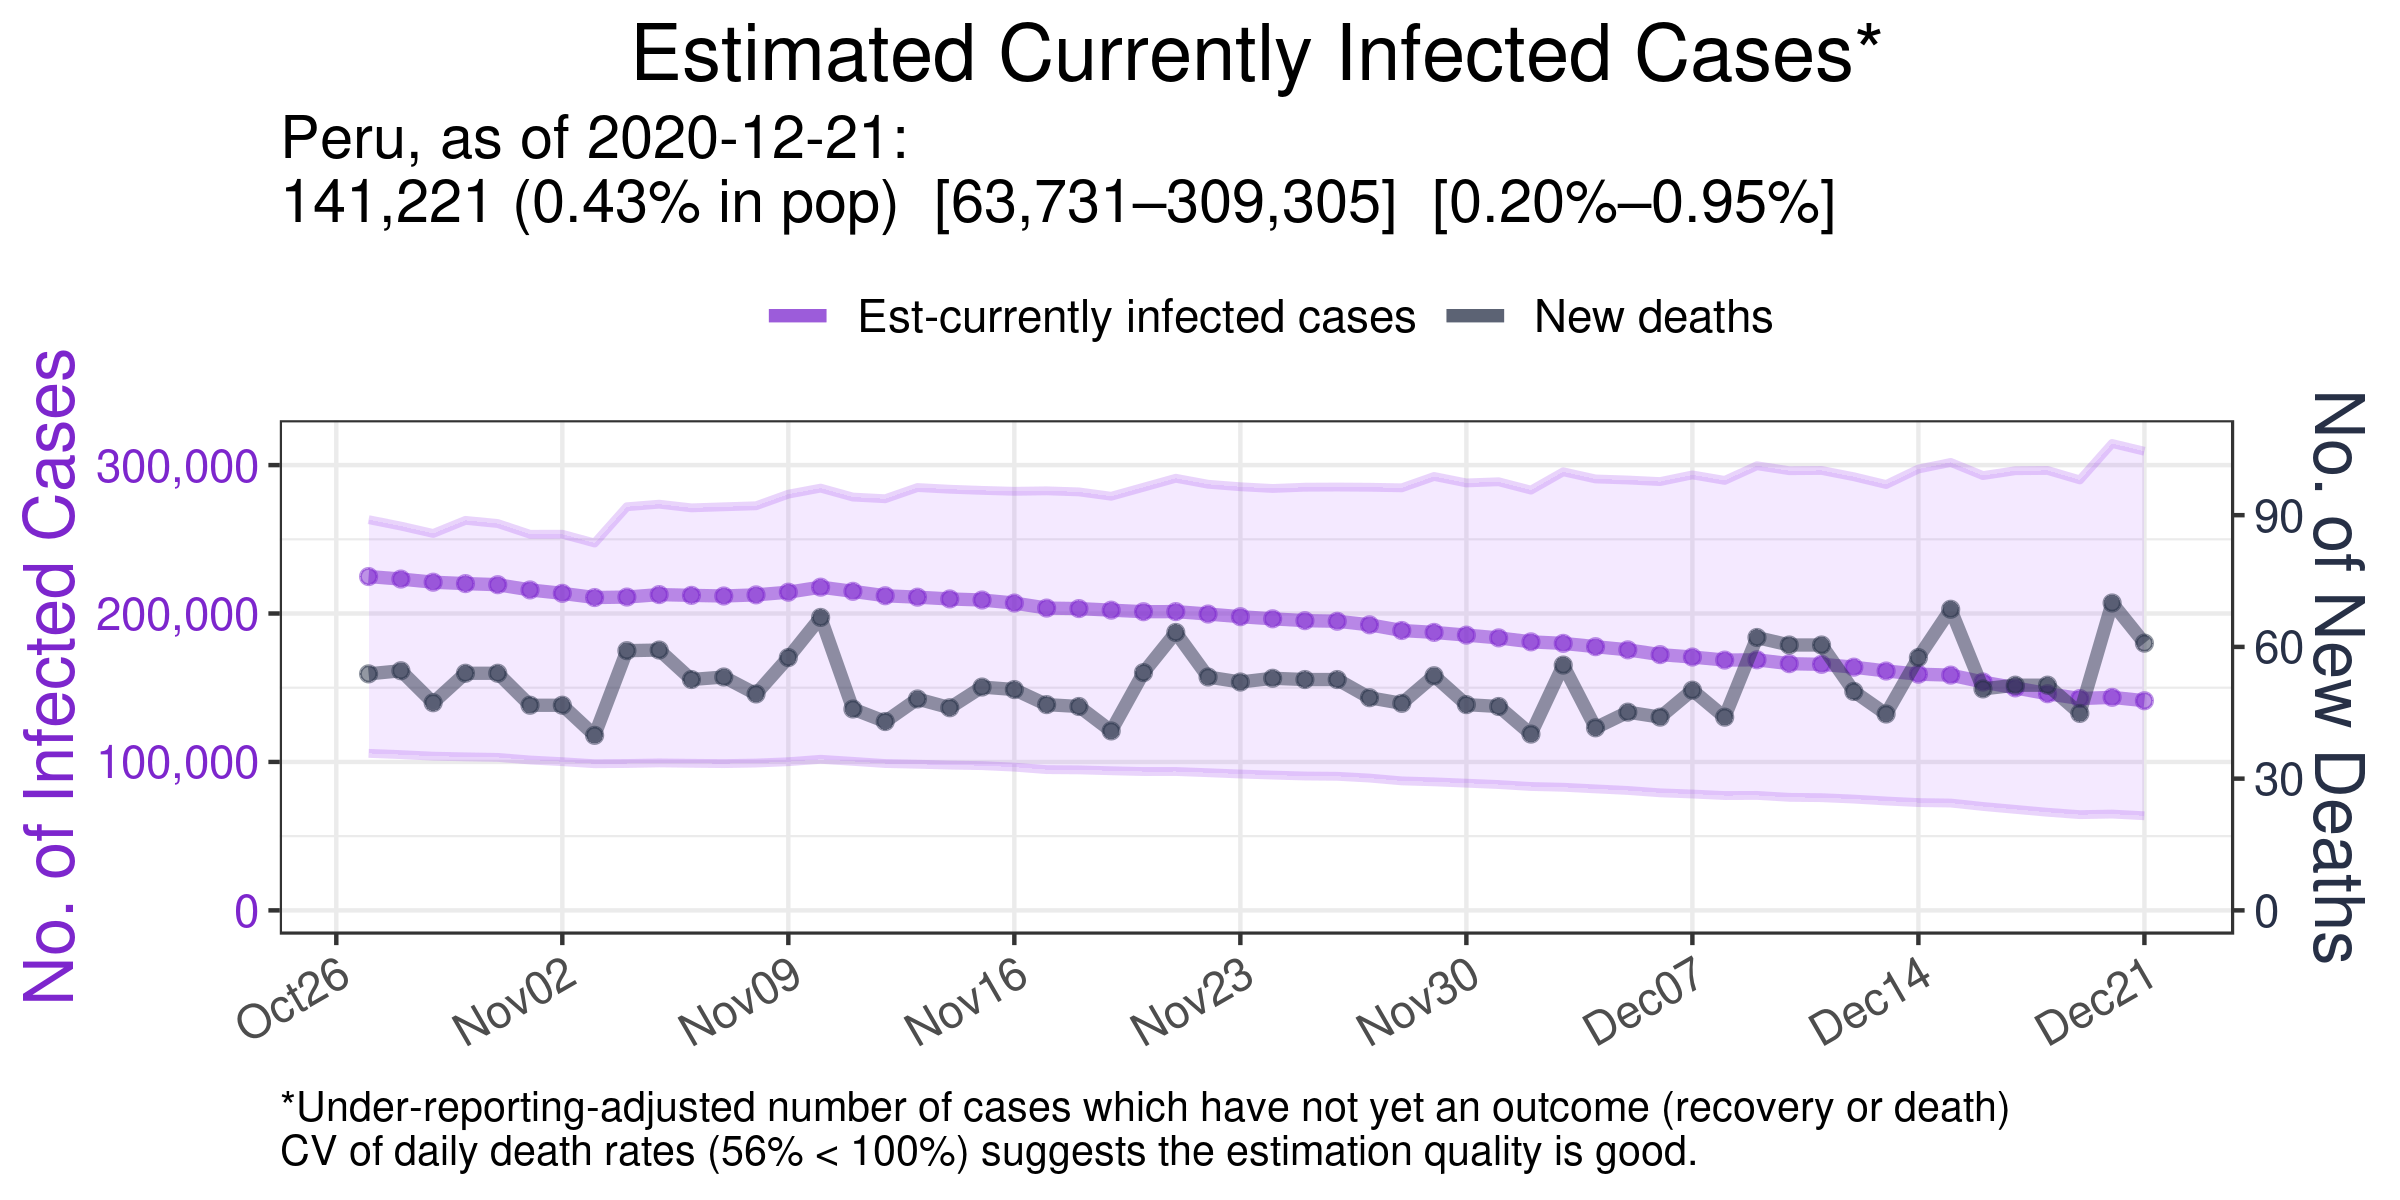 Estimated Currently Infected Cases*
Peru, as of 2020-12-21:
141,221 (0.43% in pop)  [63,731–309,305]  [0.20%–0.95%]
Est-currently infected cases
New deaths
No. of Infected Cases
300,000
200,000
100,000
0
No. of New Deaths
90
60
30
0
Oct26
Nov02
Nov09
Nov16
Nov23
Nov30
Dec07
Dec14
Dec21
*Under-reporting-adjusted number of cases which have not yet an outcome (recovery or death)
CV of daily death rates (56% < 100%) suggests the estimation quality is good.